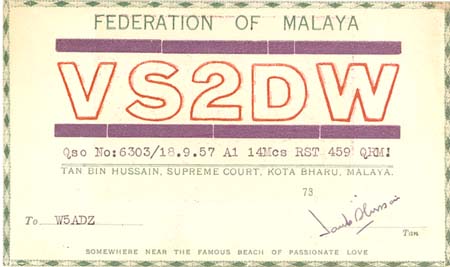 FEDERATION OF MALAYA
VS2DW
Qso No:6303/18.9.57 A1 14Mcs RST 459 QRM!
TAN BIN HUSSAIN, SUPREME COURT, KOTA BHARU, MALAYA.
73
To W5ADZ
Tan
SOMEWHERE NEAR THE FAMOUS BEACH OF PASSIONATE LOVE